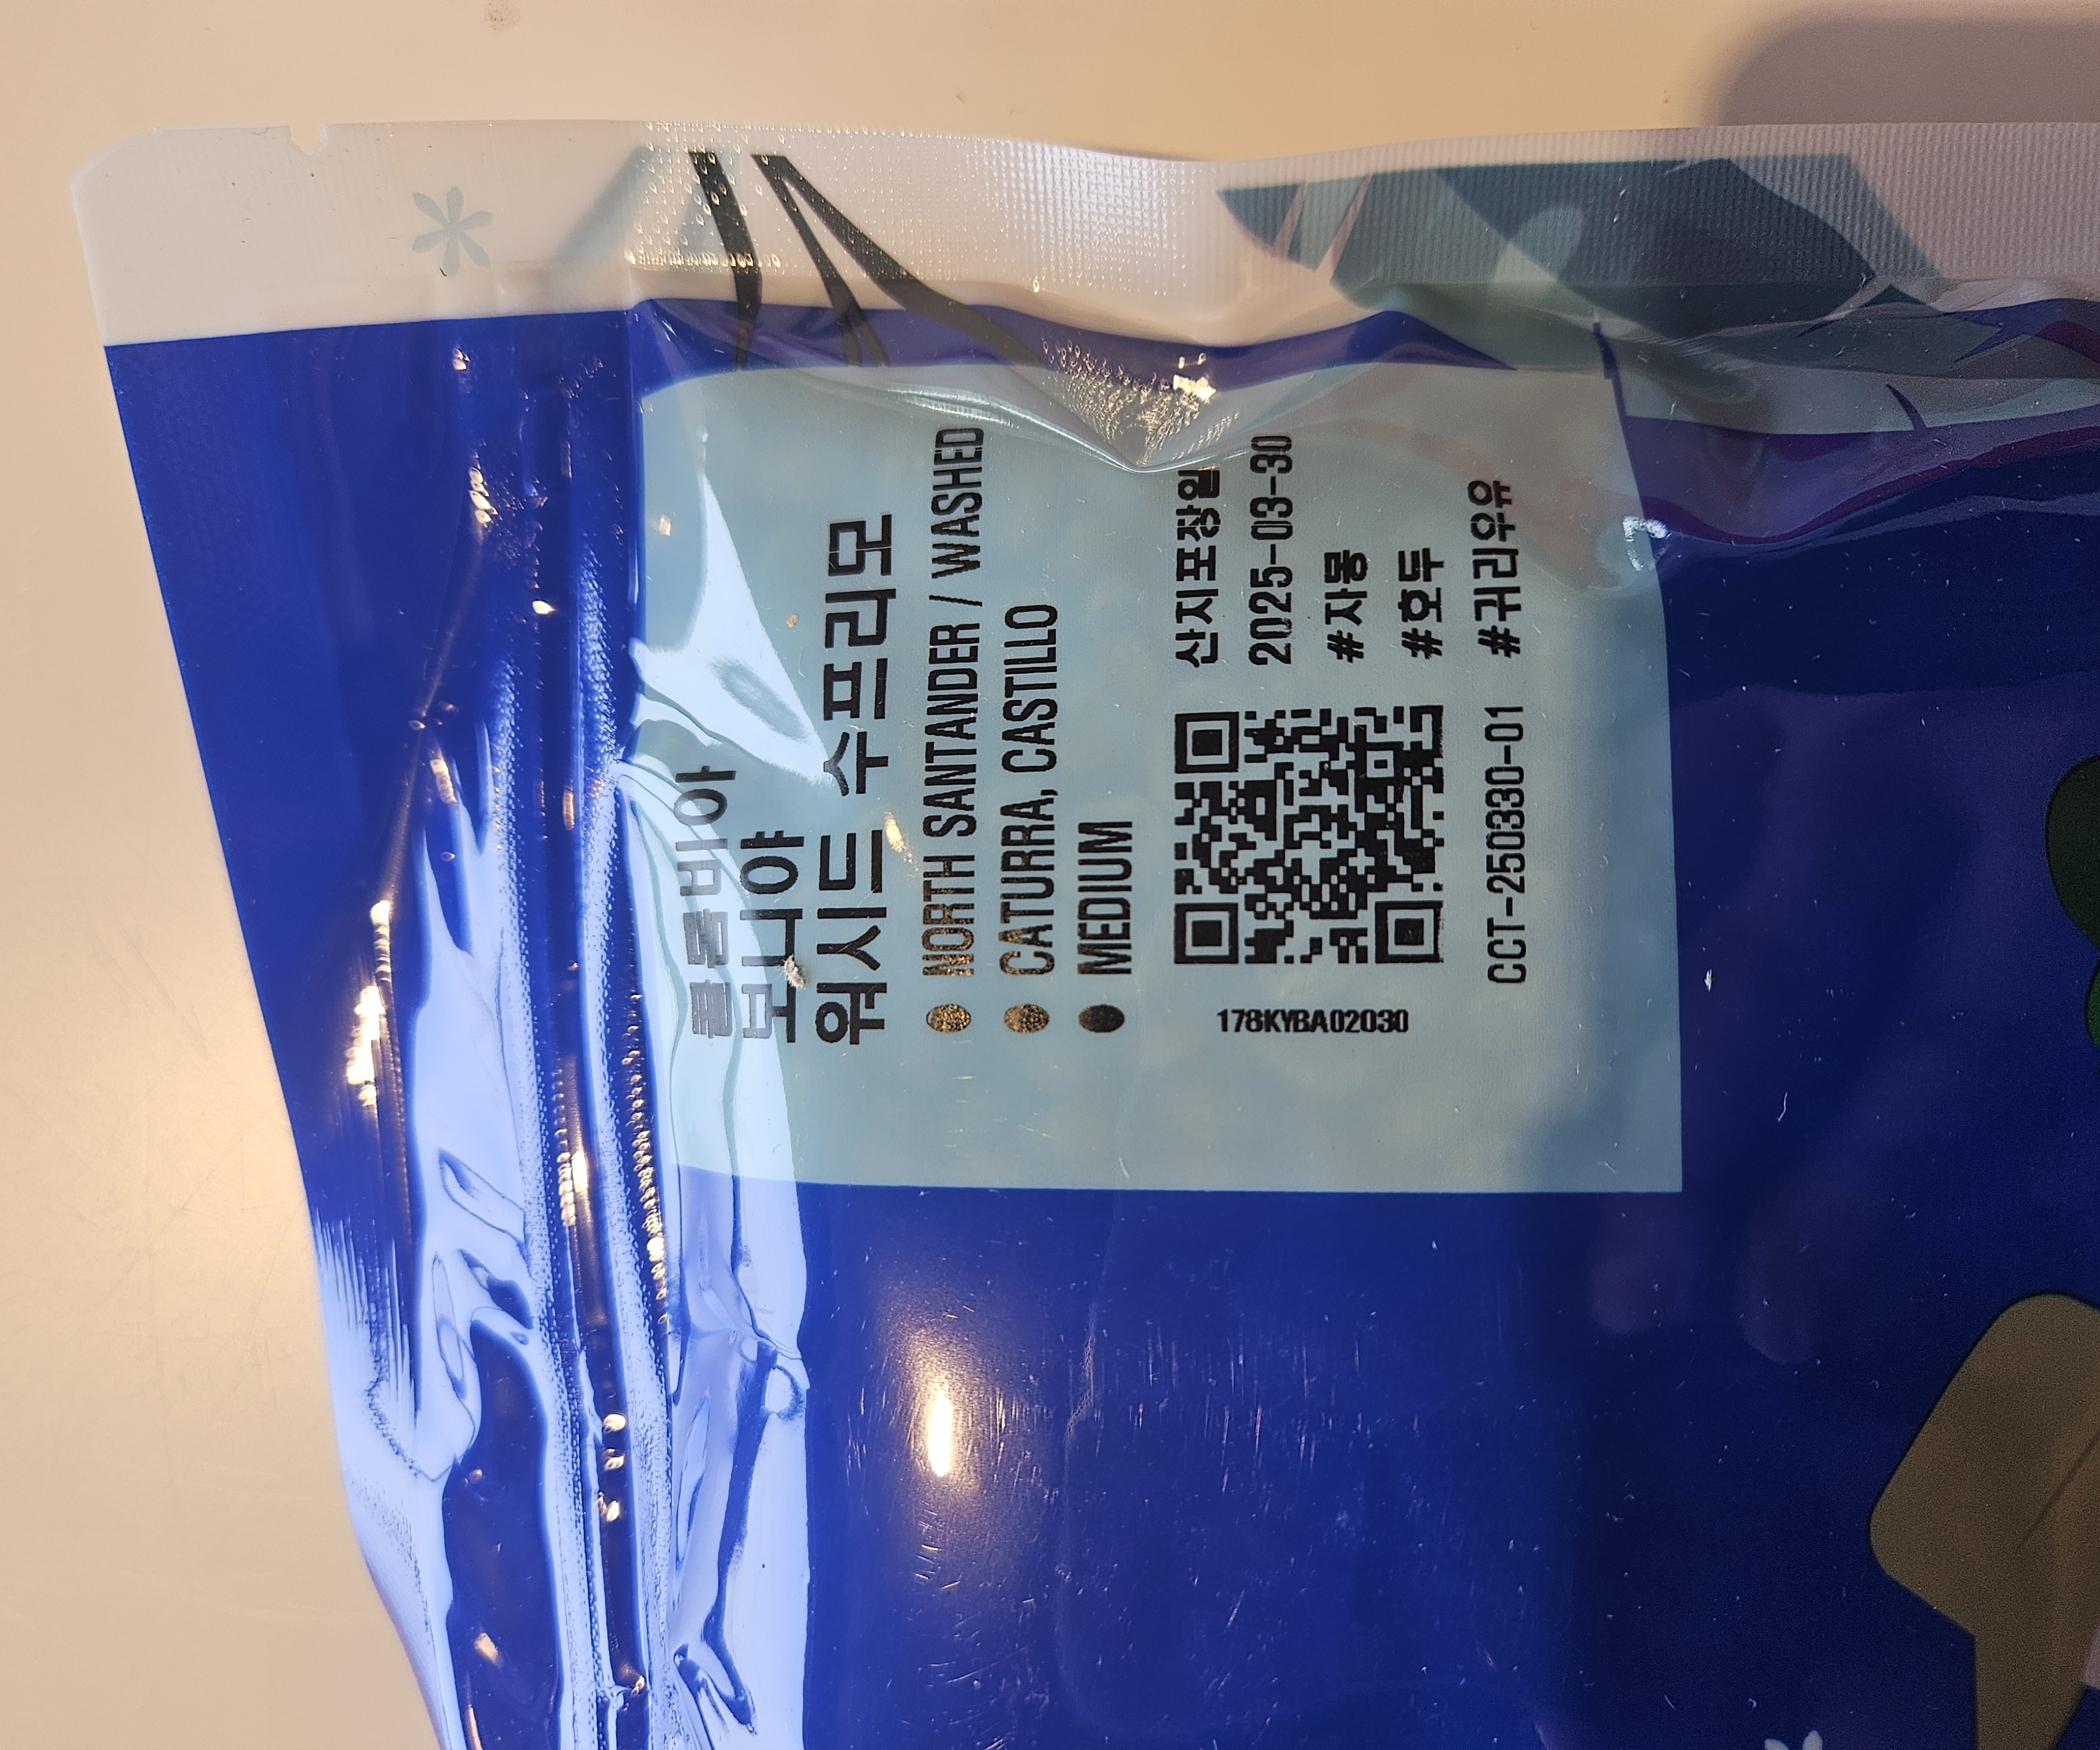 콜롬비아
보니야
워시드 수프리모
NORTH SANTANDER / WASHED
CATURRA, CASTILLO
MEDIUM
178KYBA02030
산지포장일
2025-03-30
#자몽
#호두
#귀리우유
CCT-250330-01